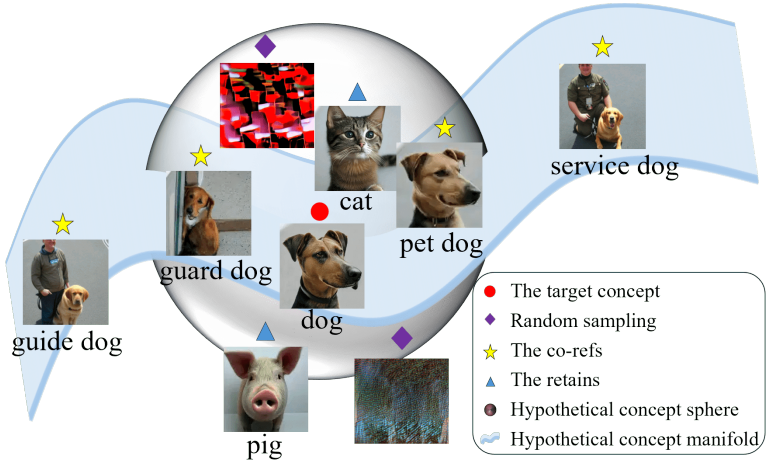 service dog
cat
pet dog
guard dog
dog
guide dog
pig
The target concept
Random sampling
The co-refs
The retains
Hypothetical concept sphere
Hypothetical concept manifold